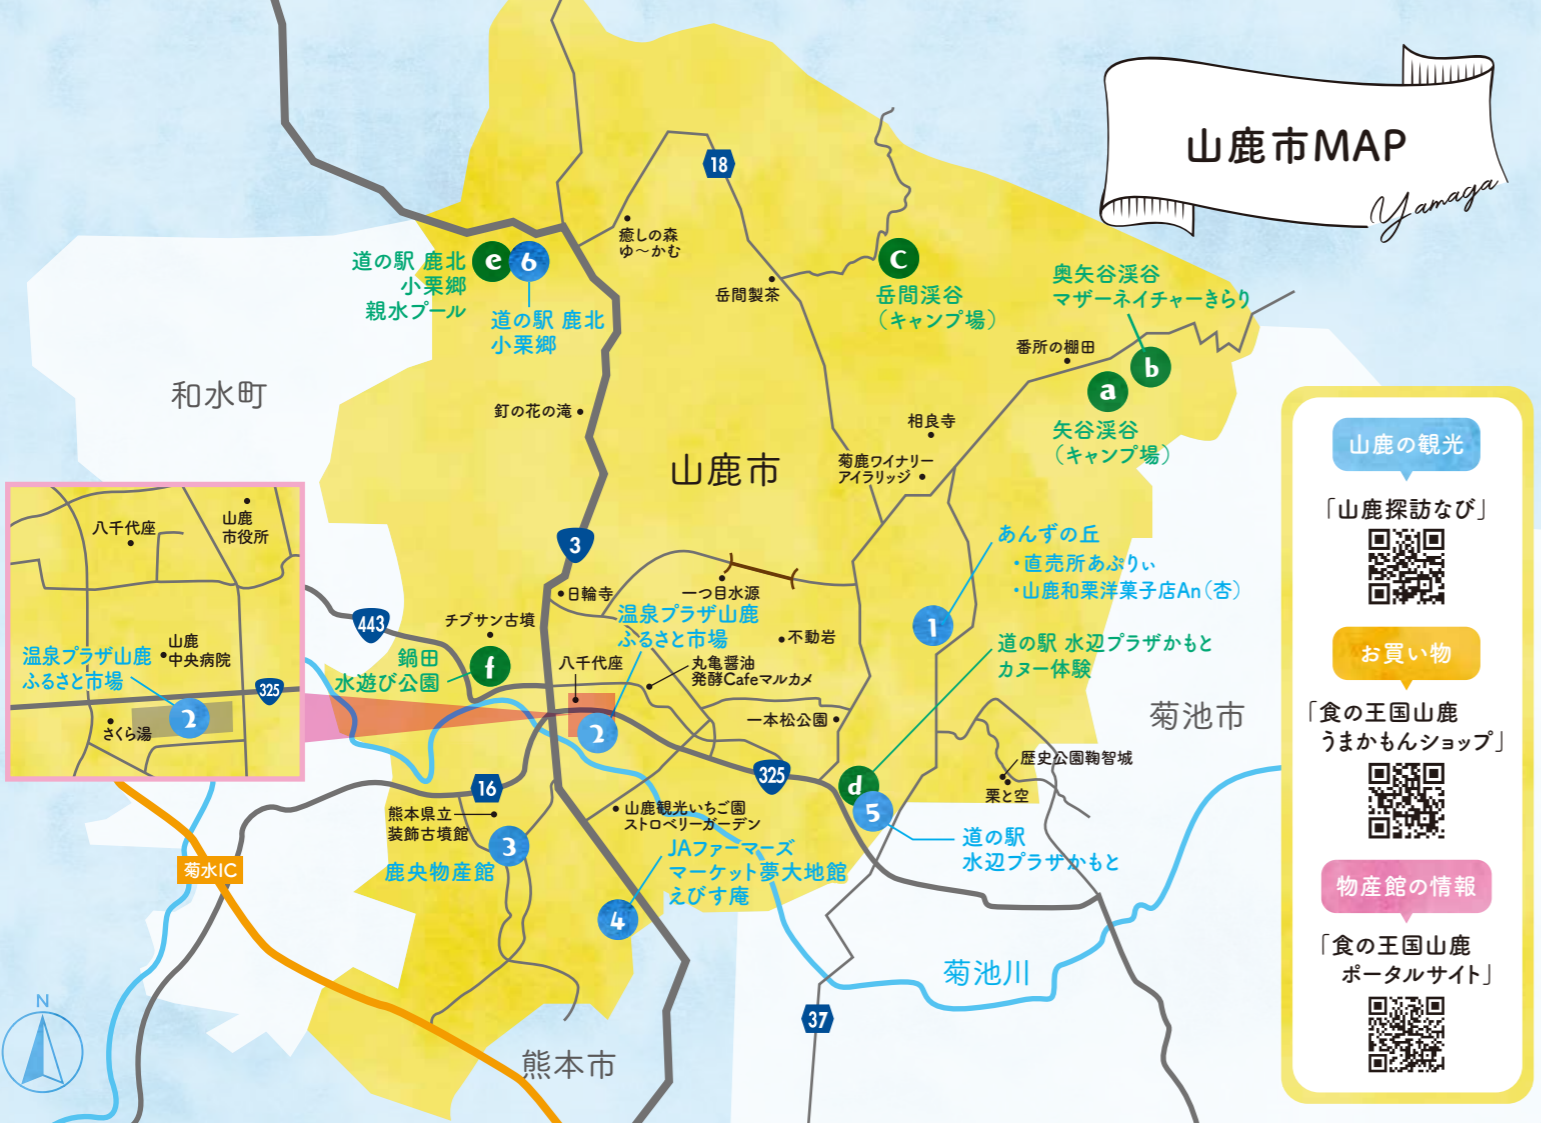 山鹿市MAP
Yamaga
18
癒しの森
ゆ〜かむ
道の駅 鹿北
小栗郷
親水プール
e
6
道の駅 鹿北
小栗郷
岳間製茶
c
岳間渓谷
（キャンプ場）
奥矢谷渓谷
マザーネイチャーきらり
番所の棚田
b
a
矢谷渓谷
（キャンプ場）
和水町
釘の花の滝
山鹿市
相良寺
菊鹿ワイナリー
アイラリッジ
3
あんずの丘
・直売所あぷりぃ
・山鹿和栗洋菓子店An（杏）
1
一つ目水源
日輪寺
温泉プラザ山鹿
ふるさと市場
不動岩
443
チブサン古墳
鍋田
水遊び公園
f
八千代座
丸亀醤油
発酵Cafeマルカメ
2
一本松公園
道の駅 水辺プラザかもと
カヌー体験
菊池市
歴史公園鞠智城
栗と空
325
d
5
道の駅
水辺プラザかもと
16
熊本県立
装飾古墳館
3
鹿央物産館
山鹿観光いちご園
ストロベリーガーデン
JAファーマーズ
マーケット夢大地館
えびす庵
4
菊水IC
菊池川
37
熊本市
N
八千代座
山鹿
市役所
山鹿
中央病院
温泉プラザ山鹿
ふるさと市場
325
2
さくら湯
山鹿の観光
「山鹿探訪なび」
お買い物
「食の王国山鹿
うまかもんショップ」
物産館の情報
「食の王国山鹿
ポータルサイト」